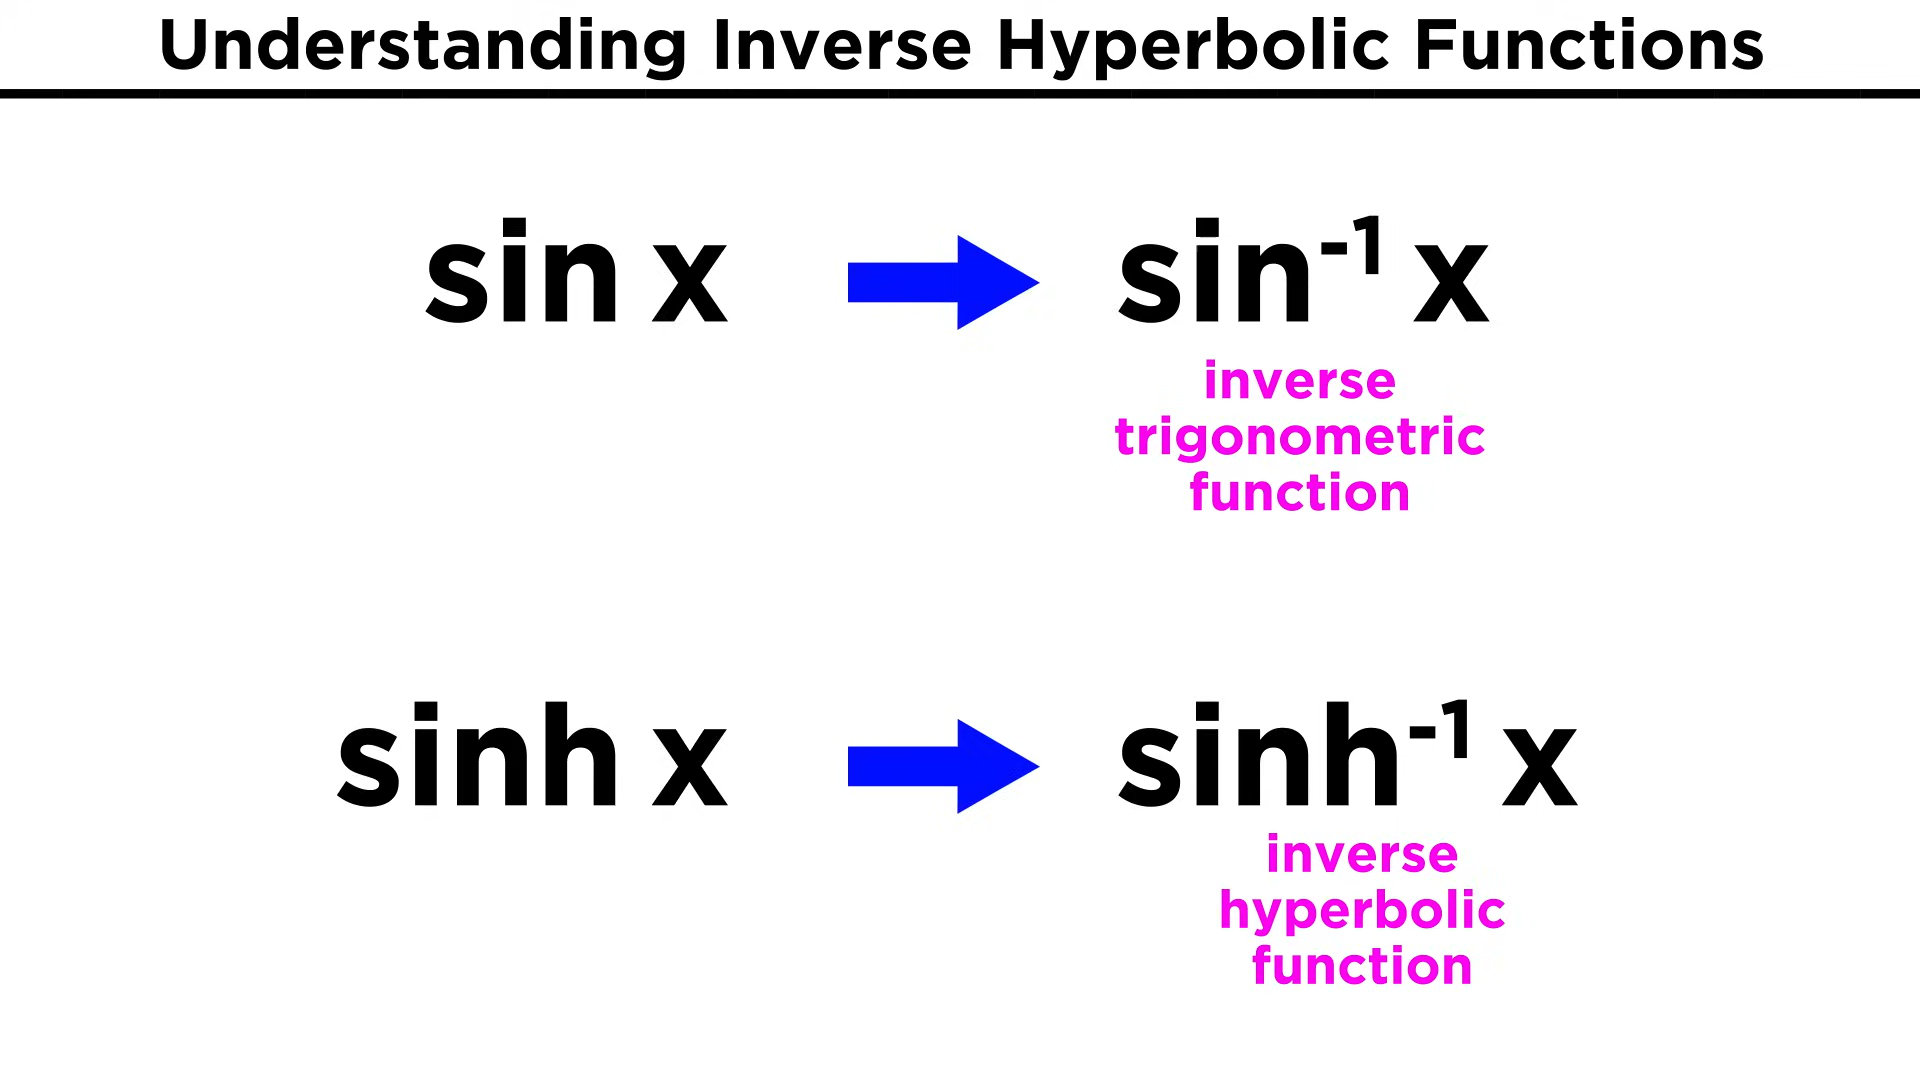 Understanding Inverse Hyperbolic Functions
sin x sin⁻¹ x
inverse
trigonometric
function
sinh x sinh⁻¹ x
inverse
hyperbolic
function